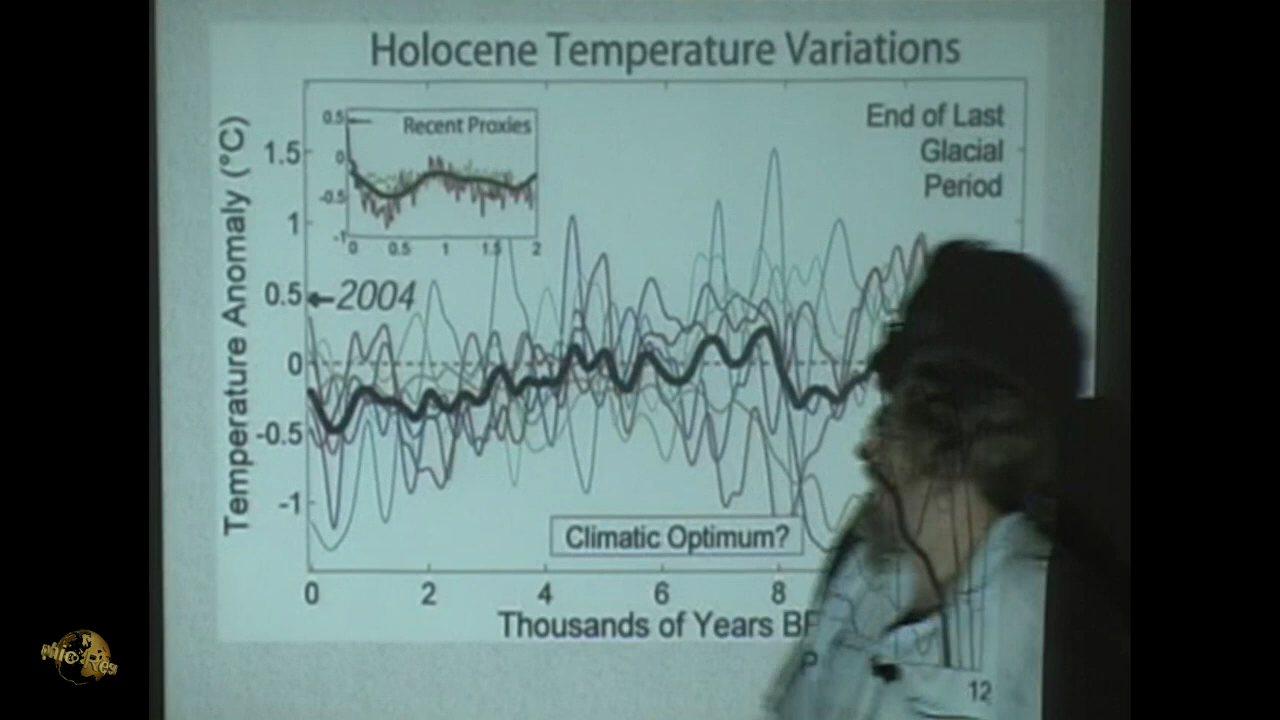 Holocene Temperature Variations
Temperature Anomaly (°C)
1.5
1
0.5
0
-0.5
-1
0.5
0
-0.5
-1
Recent Proxies
0 0.5 1 1.5 2
End of Last
Glacial
Period
2004
Climatic Optimum?
0 2 4 6 8
Thousands of Years
12